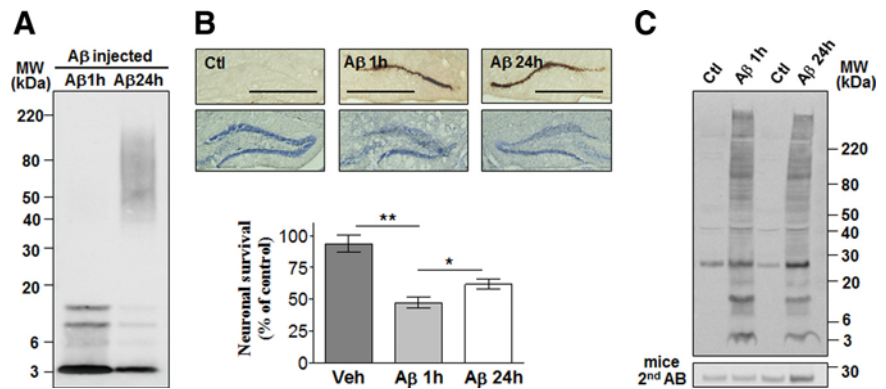 A
Aβ injected
MW
(kDa)
Aβ1h Aβ24h
220
80
50
40
30
20
6
3
B
Ctl
Aβ 1h
Aβ 24h
Neuronal survival
(% of control)
100
75
50
25
0
**
*
Veh
Aβ 1h
Aβ 24h
C
Ctl
Aβ 1h
Ctl
Aβ 24h
MW
(kDa)
220
80
50
40
30
20
6
3
mice
2nd AB
30